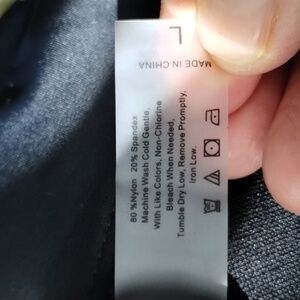 L
MADE IN CHINA
80 %Nylon 20% Spandex
Machine Wash Cold Gentle,
With Like Colors, Non-Chlorine
Bleach When Needed,
Tumble Dry Low, Remove Promptly,
Iron Low.